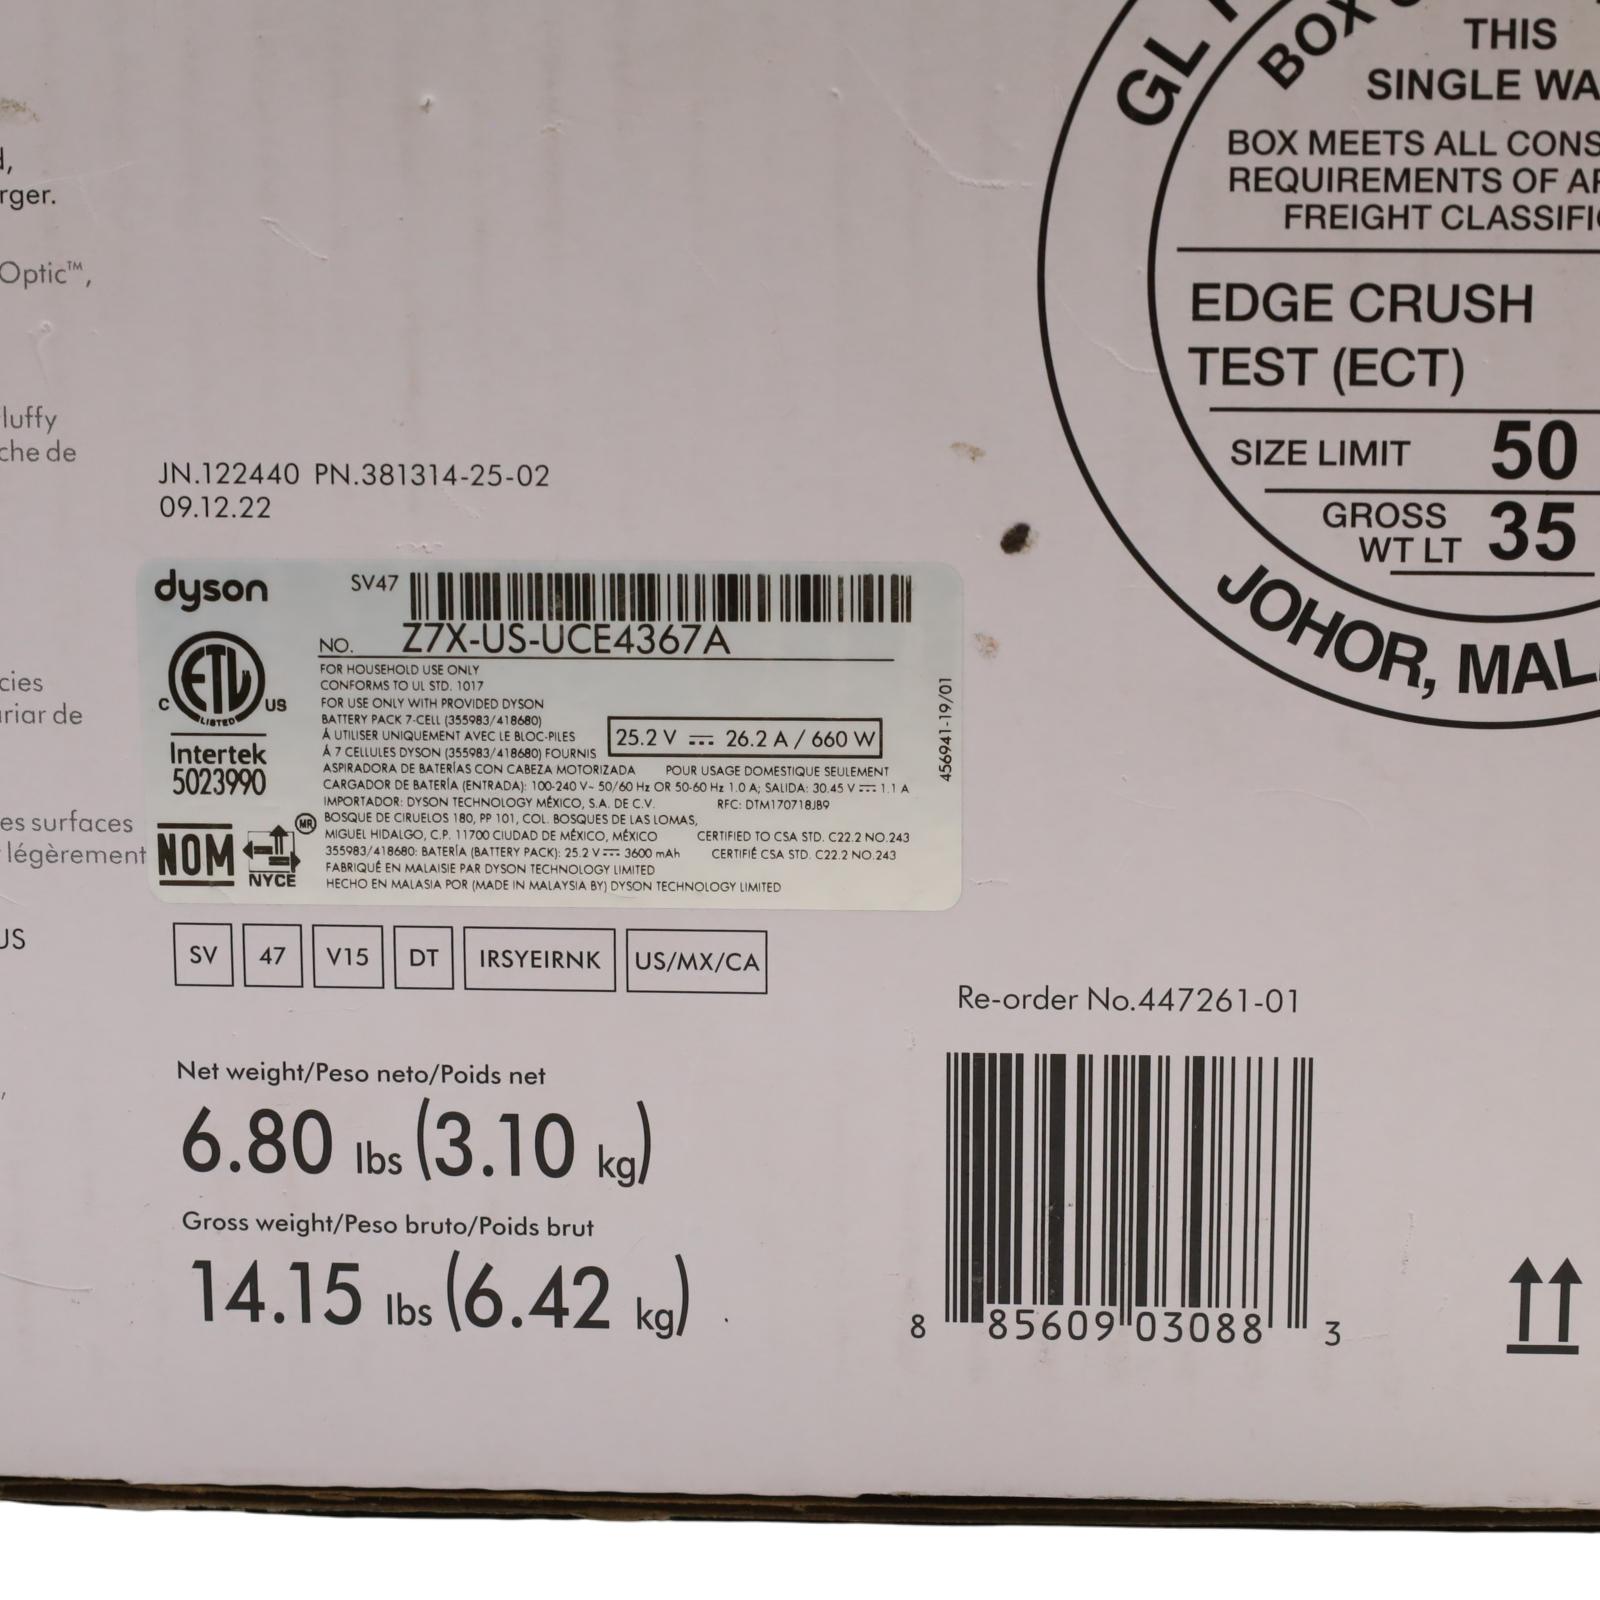 rger.
Optic™,
luffy
che de
cies
riar de
es surfaces
légèrement
US
GL
BOX
THIS
SINGLE WA
BOX MEETS ALL CONS
REQUIREMENTS OF AP
FREIGHT CLASSIFI
EDGE CRUSH
TEST (ECT)
SIZE LIMIT 50
GROSS
WT LT 35
JOHOR, MAL
JN.122440 PN.381314-25-02
09.12.22
dyson
SV47
NO. Z7X-US-UCE4367A
C ETL US
LISTED
Intertek
5023990
NOM
MR
NYCE
FOR HOUSEHOLD USE ONLY
CONFORMS TO UL STD. 1017
FOR USE ONLY WITH PROVIDED DYSON
BATTERY PACK 7-CELL (355983/418680)
À UTILISER UNIQUEMENT AVEC LE BLOC-PILES
À 7 CELLULES DYSON (355983/418680) FOURNIS
25.2 V ⎓ 26.2 A / 660 W
ASPIRADORA DE BATERÍAS CON CABEZA MOTORIZADA POUR USAGE DOMESTIQUE SEULEMENT
CARGADOR DE BATERÍA (ENTRADA): 100-240 V~ 50/60 Hz OR 50-60 Hz 1.0 A; SALIDA: 30.45 V ⎓ 1.1 A
IMPORTADOR: DYSON TECHNOLOGY MÉXICO, S.A. DE C.V. RFC: DTM170718JB9
BOSQUE DE CIRUELOS 180, PP 101, COL. BOSQUES DE LAS LOMAS,
MIGUEL HIDALGO, C.P. 11700 CIUDAD DE MÉXICO, MÉXICO CERTIFIED TO CSA STD. C22.2 NO.243
355983/418680: BATERÍA (BATTERY PACK): 25.2 V ⎓ 3600 mAh CERTIFIÉ CSA STD. C22.2 NO.243
FABRIQUÉ EN MALAISIE PAR DYSON TECHNOLOGY LIMITED
HECHO EN MALASIA POR (MADE IN MALAYSIA BY) DYSON TECHNOLOGY LIMITED
456941-19/01
SV 47 V15 DT IRSYEIRNK US/MX/CA
Net weight/Peso neto/Poids net
6.80 lbs (3.10 kg)
Gross weight/Peso bruto/Poids brut
14.15 lbs (6.42 kg)
Re-order No.447261-01
8 85609 03088 3